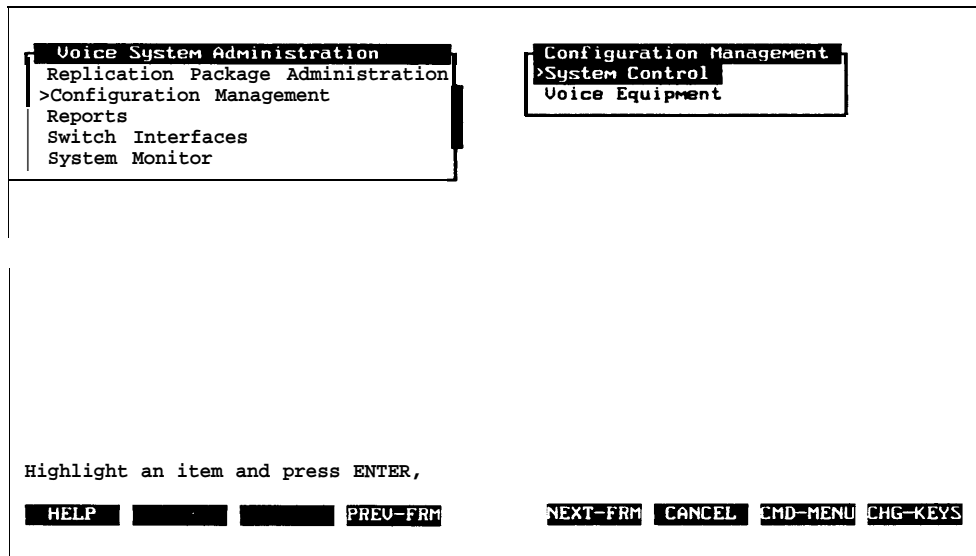 Voice System Administration
Replication Package Administration
>Configuration Management
Reports
Switch Interfaces
System Monitor
Configuration Management
>System Control
Voice Equipment
Highlight an item and press ENTER,
HELP PREV-FRM NEXT-FRM CANCEL CMD-MENU CHG-KEYS